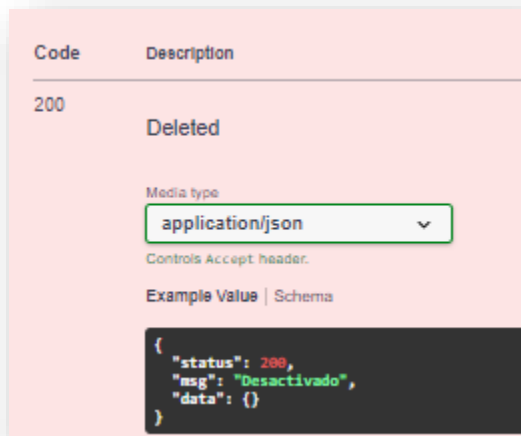 Code Description
200
Deleted
Media type
application/json
Controls Accept header.
Example Value | Schema
{
  "status": 200,
  "msg": "Desactivado",
  "data": {}
}